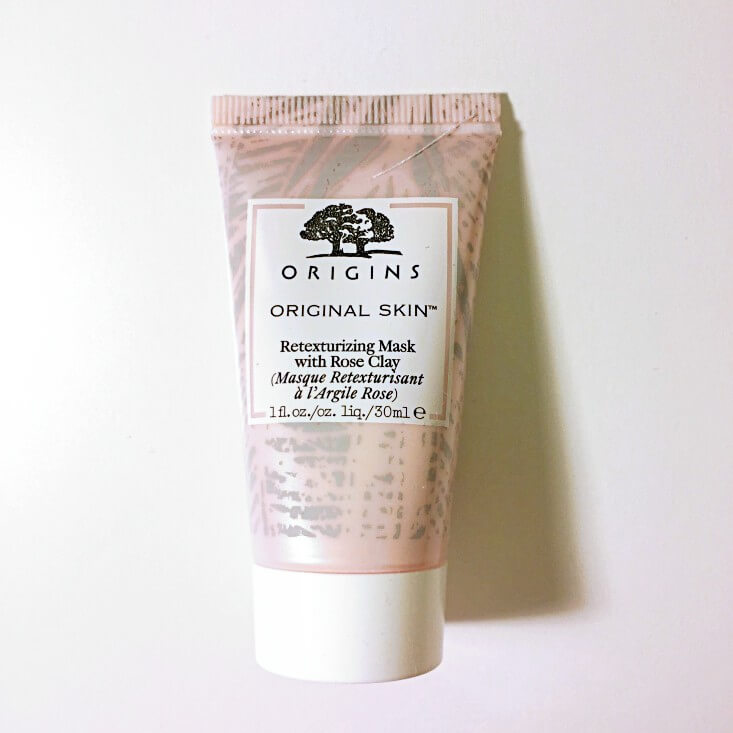 ORIGINS
ORIGINAL SKIN™
Retexturizing Mask
with Rose Clay
(Masque Retexturisant
à l'Argile Rose)
1 fl.oz./oz. liq./30ml ℮